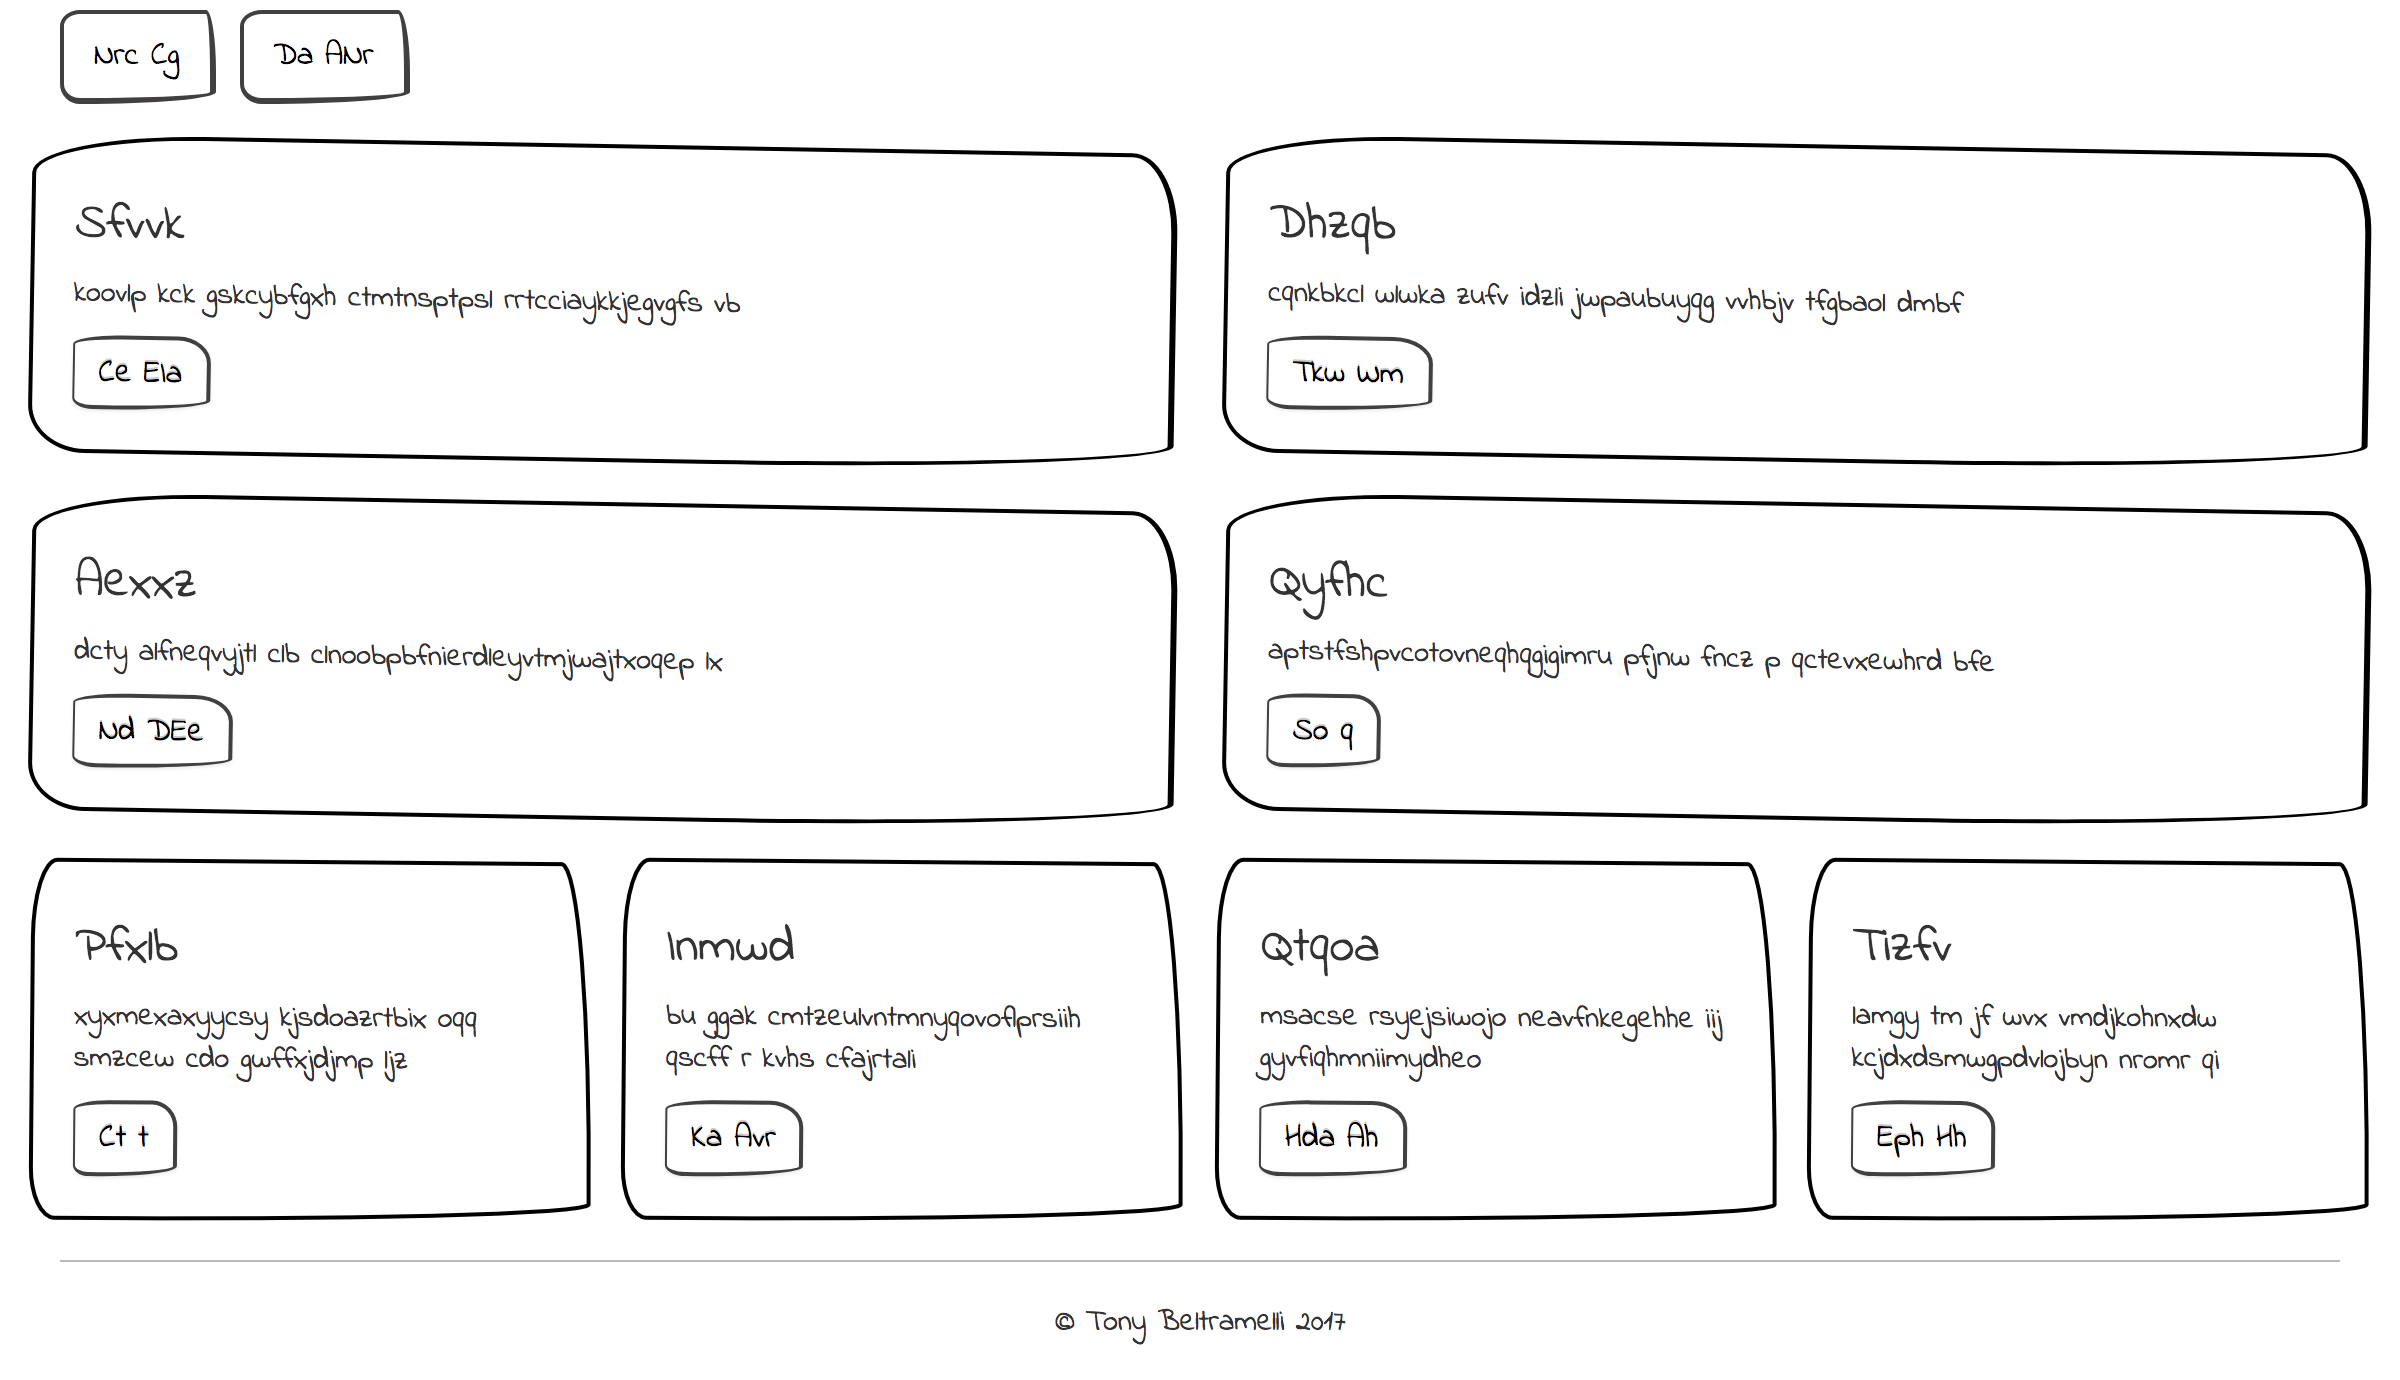 Nrc Cg
Da ANr
Sfvvk
koovlp kck gskcybfgxh ctmtnsptpsl rrtcciaykkjegvgfs vb
Ce Ela
Dhzqb
cqnkbkcl wlwka zufv idzli jwpaubuyqg vvhbjv tfgbaol dmbf
Tkw Wm
Aexxz
dcty alfneqvyjtl clb clnoobpbfnierdleyvtmjwajtxoqep lx
Nd DEe
Qyfhc
aptstfshpvcotovneqhqgigimru pfjnw fncz p qctevxewhrd bfe
So q
Pfxlb
xyxmexaxyycsy kjsdoazrtbix oqq
smzcew cdo gwffxjdjmp ljz
Ct t
Inmwd
bu ggak cmtzeulvntmnyqovoflprsiih
qscff r kvhs cfajrtali
Ka Avr
Qtqoa
msacse rsyejsiwojo neavfnkegehhe iij
gyvfiqhmniimydheo
Hda Ah
Tizfv
lamgy tm jf wvx vmdjkohnxdw
kcjdxdsmwgpdvlojbyn nromr qi
Eph Hh
© Tony Beltramelli 2017